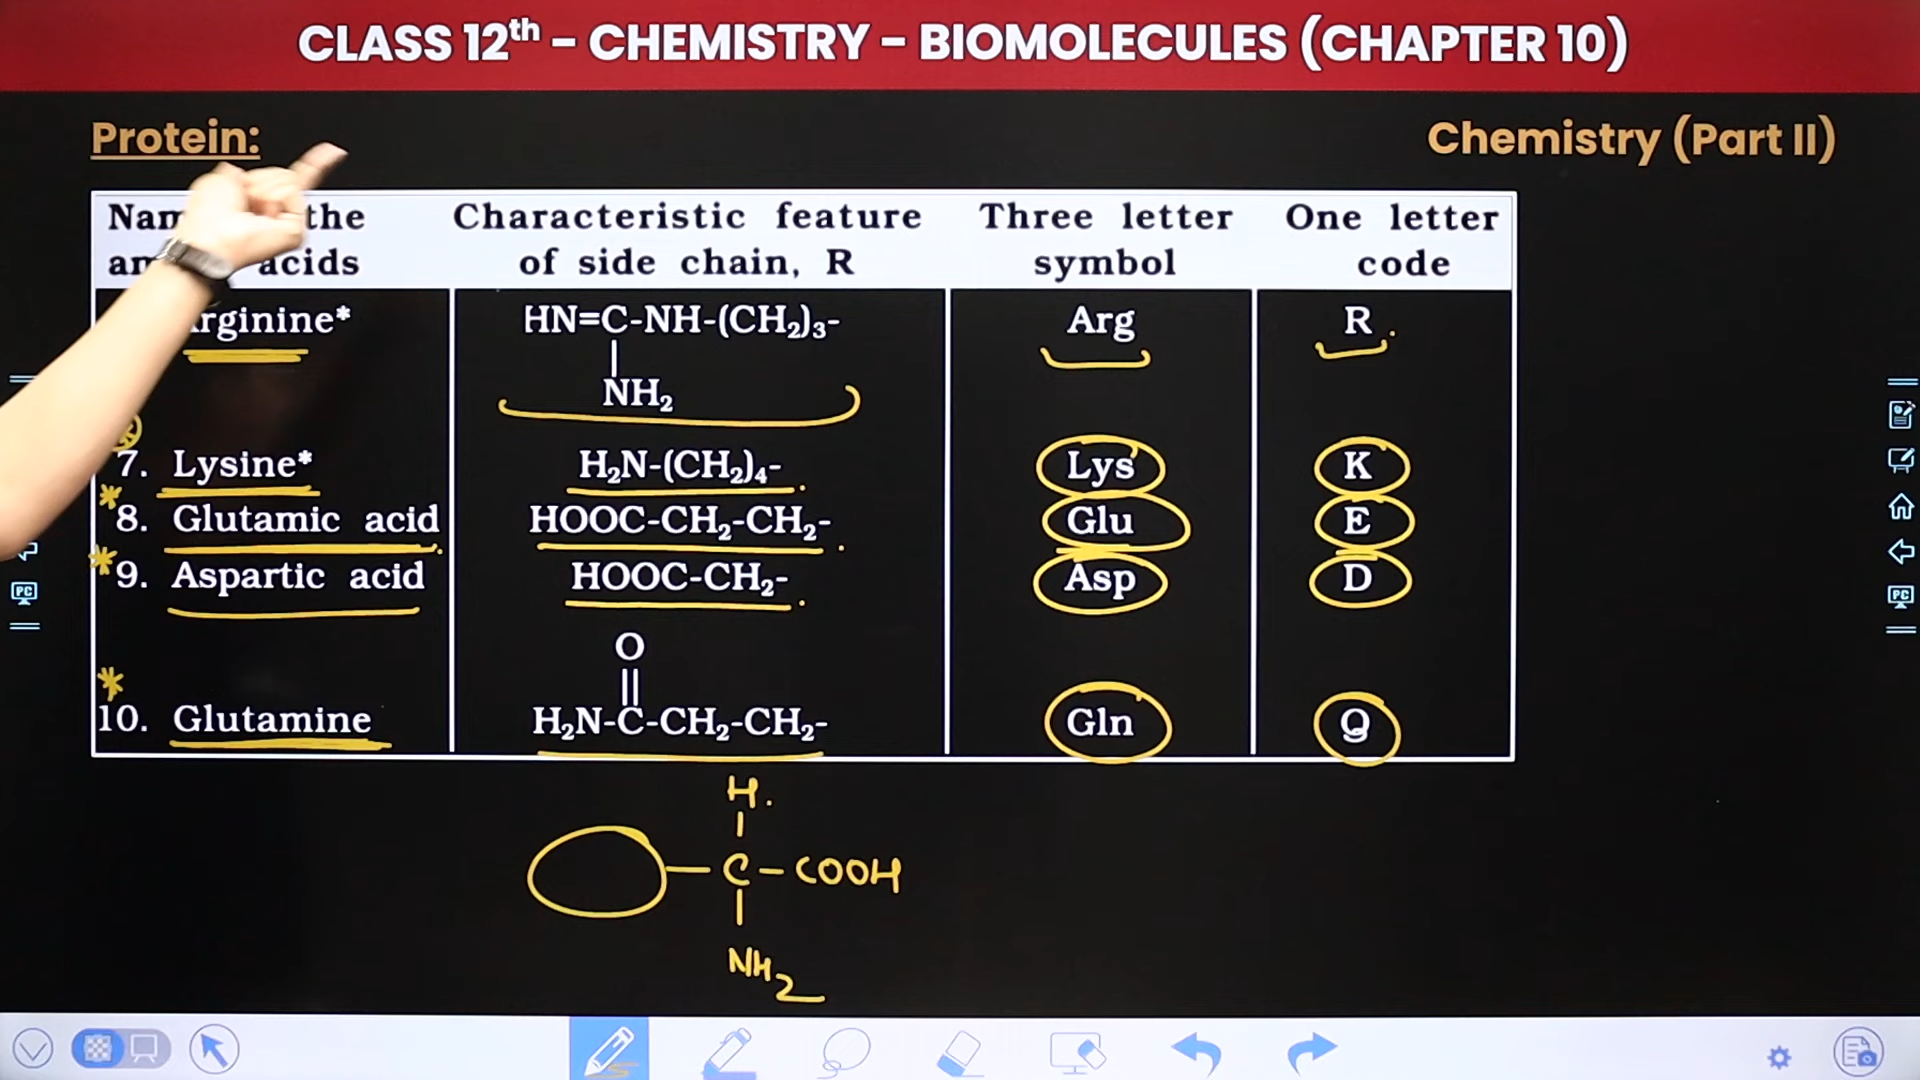 CLASS 12th - CHEMISTRY - BIOMOLECULES (CHAPTER 10)
Protein:
Chemistry (Part II)
the
acids
Characteristic feature
of side chain, R
Three letter
symbol
One letter
code
rginine*
HN=C-NH-(CH₂)₃-
NH₂
Arg
R
7. Lysine*
H₂N-(CH₂)₄-
Lys
K
8. Glutamic acid
HOOC-CH₂-CH₂-
Glu
E
9. Aspartic acid
HOOC-CH₂-
Asp
D
O
10. Glutamine
H₂N-C-CH₂-CH₂-
Gln
Q
H
C - COOH
NH₂
PC
PC